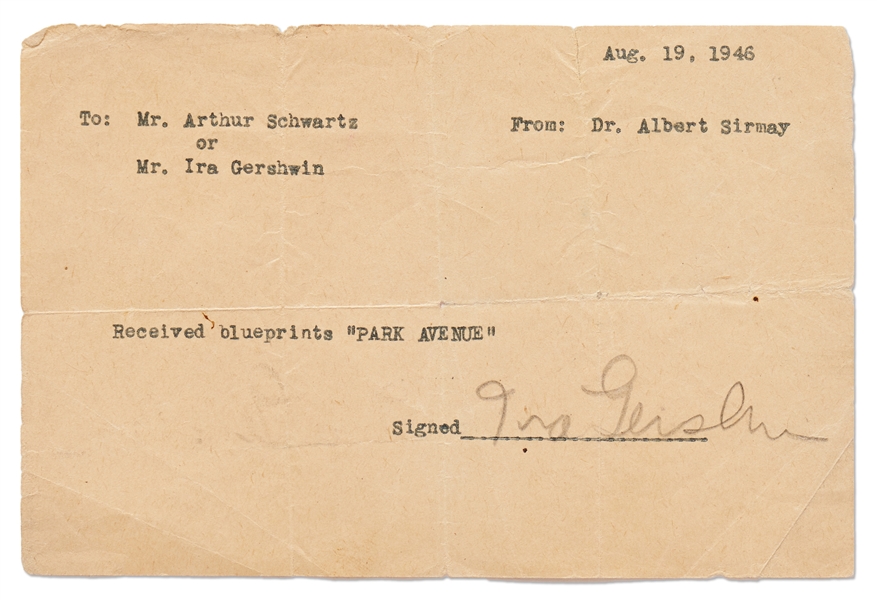 Aug. 19, 1946
To: Mr. Arthur Schwartz From: Dr. Albert Sirmay
or
Mr. Ira Gershwin
Received blueprints "PARK AVENUE"
Signed Ira Gershwin